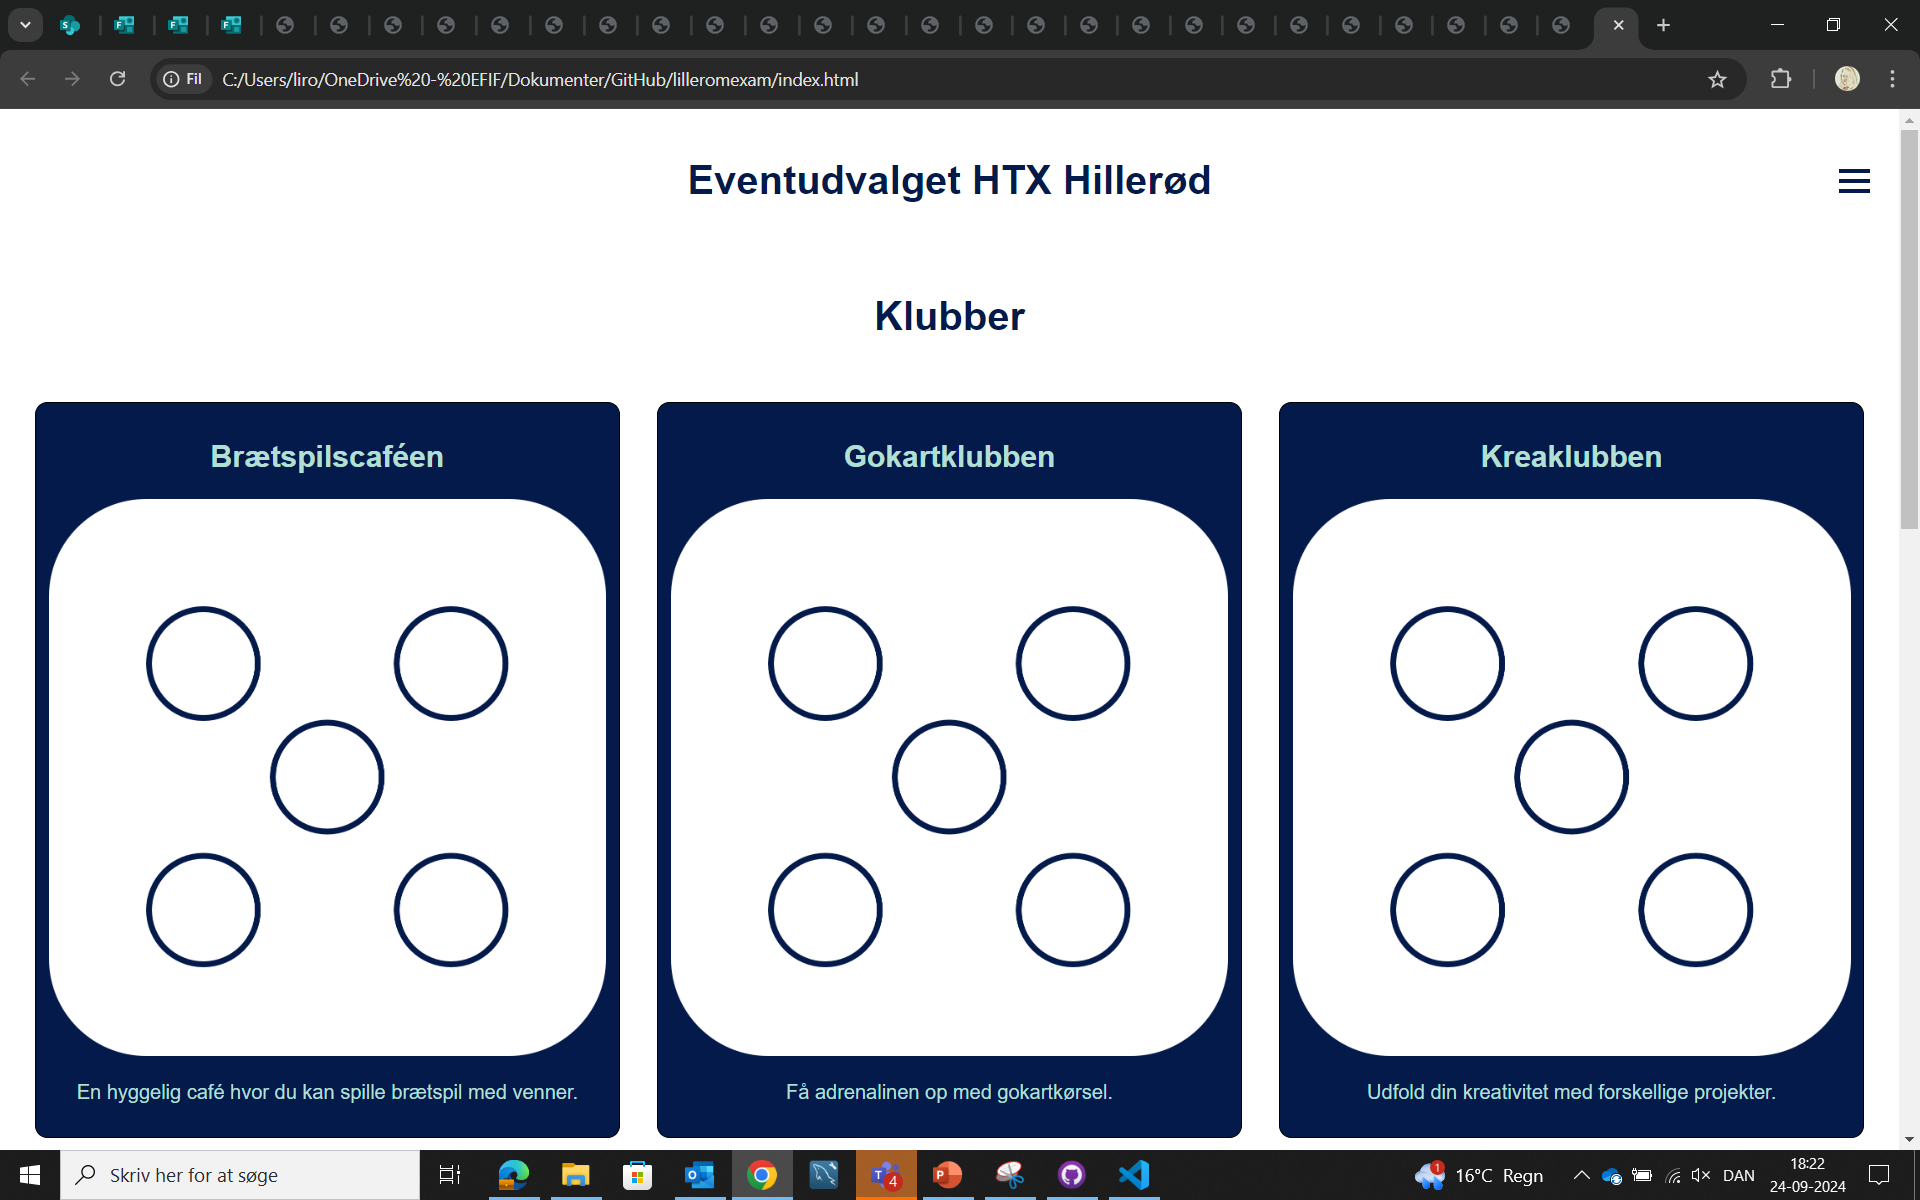 Fil C:/Users/liro/OneDrive%20-%20EFIF/Dokumenter/GitHub/lilleromexam/index.html
Eventudvalget HTX Hillerød
Klubber
Brætspilscaféen
Gokartklubben
Kreaklubben
En hyggelig café hvor du kan spille brætspil med venner.
Få adrenalinen op med gokartkørsel.
Udfold din kreativitet med forskellige projekter.
Skriv her for at søge
4
1
16°C Regn
DAN
18:22
24-09-2024